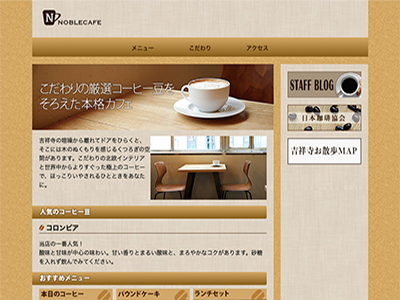 N
NOBLECAFE
メニュー こだわり アクセス
こだわりの厳選コーヒー豆を
そろえた本格カフェ
STAFF BLOG
日本珈琲協会
吉祥寺お散歩MAP
吉祥寺の喧騒から離れてドアをひらくと、
そこには木のぬくもりを感じるくつろぎの空
間があります。こだわりの北欧インテリア
と世界中からよりすぐった極上のコーヒー
で、ほっこりいやされるひとときをあなた
に。
人気のコーヒー豆
コロンビア
当店の一番人気！
酸味と甘味が中心の味わい。甘い香りとまるい酸味と、まろやかなコクがあります。砂糖
を入れず飲んでみてください。
おすすめメニュー
本日のコーヒー パウンドケーキ ランチセット